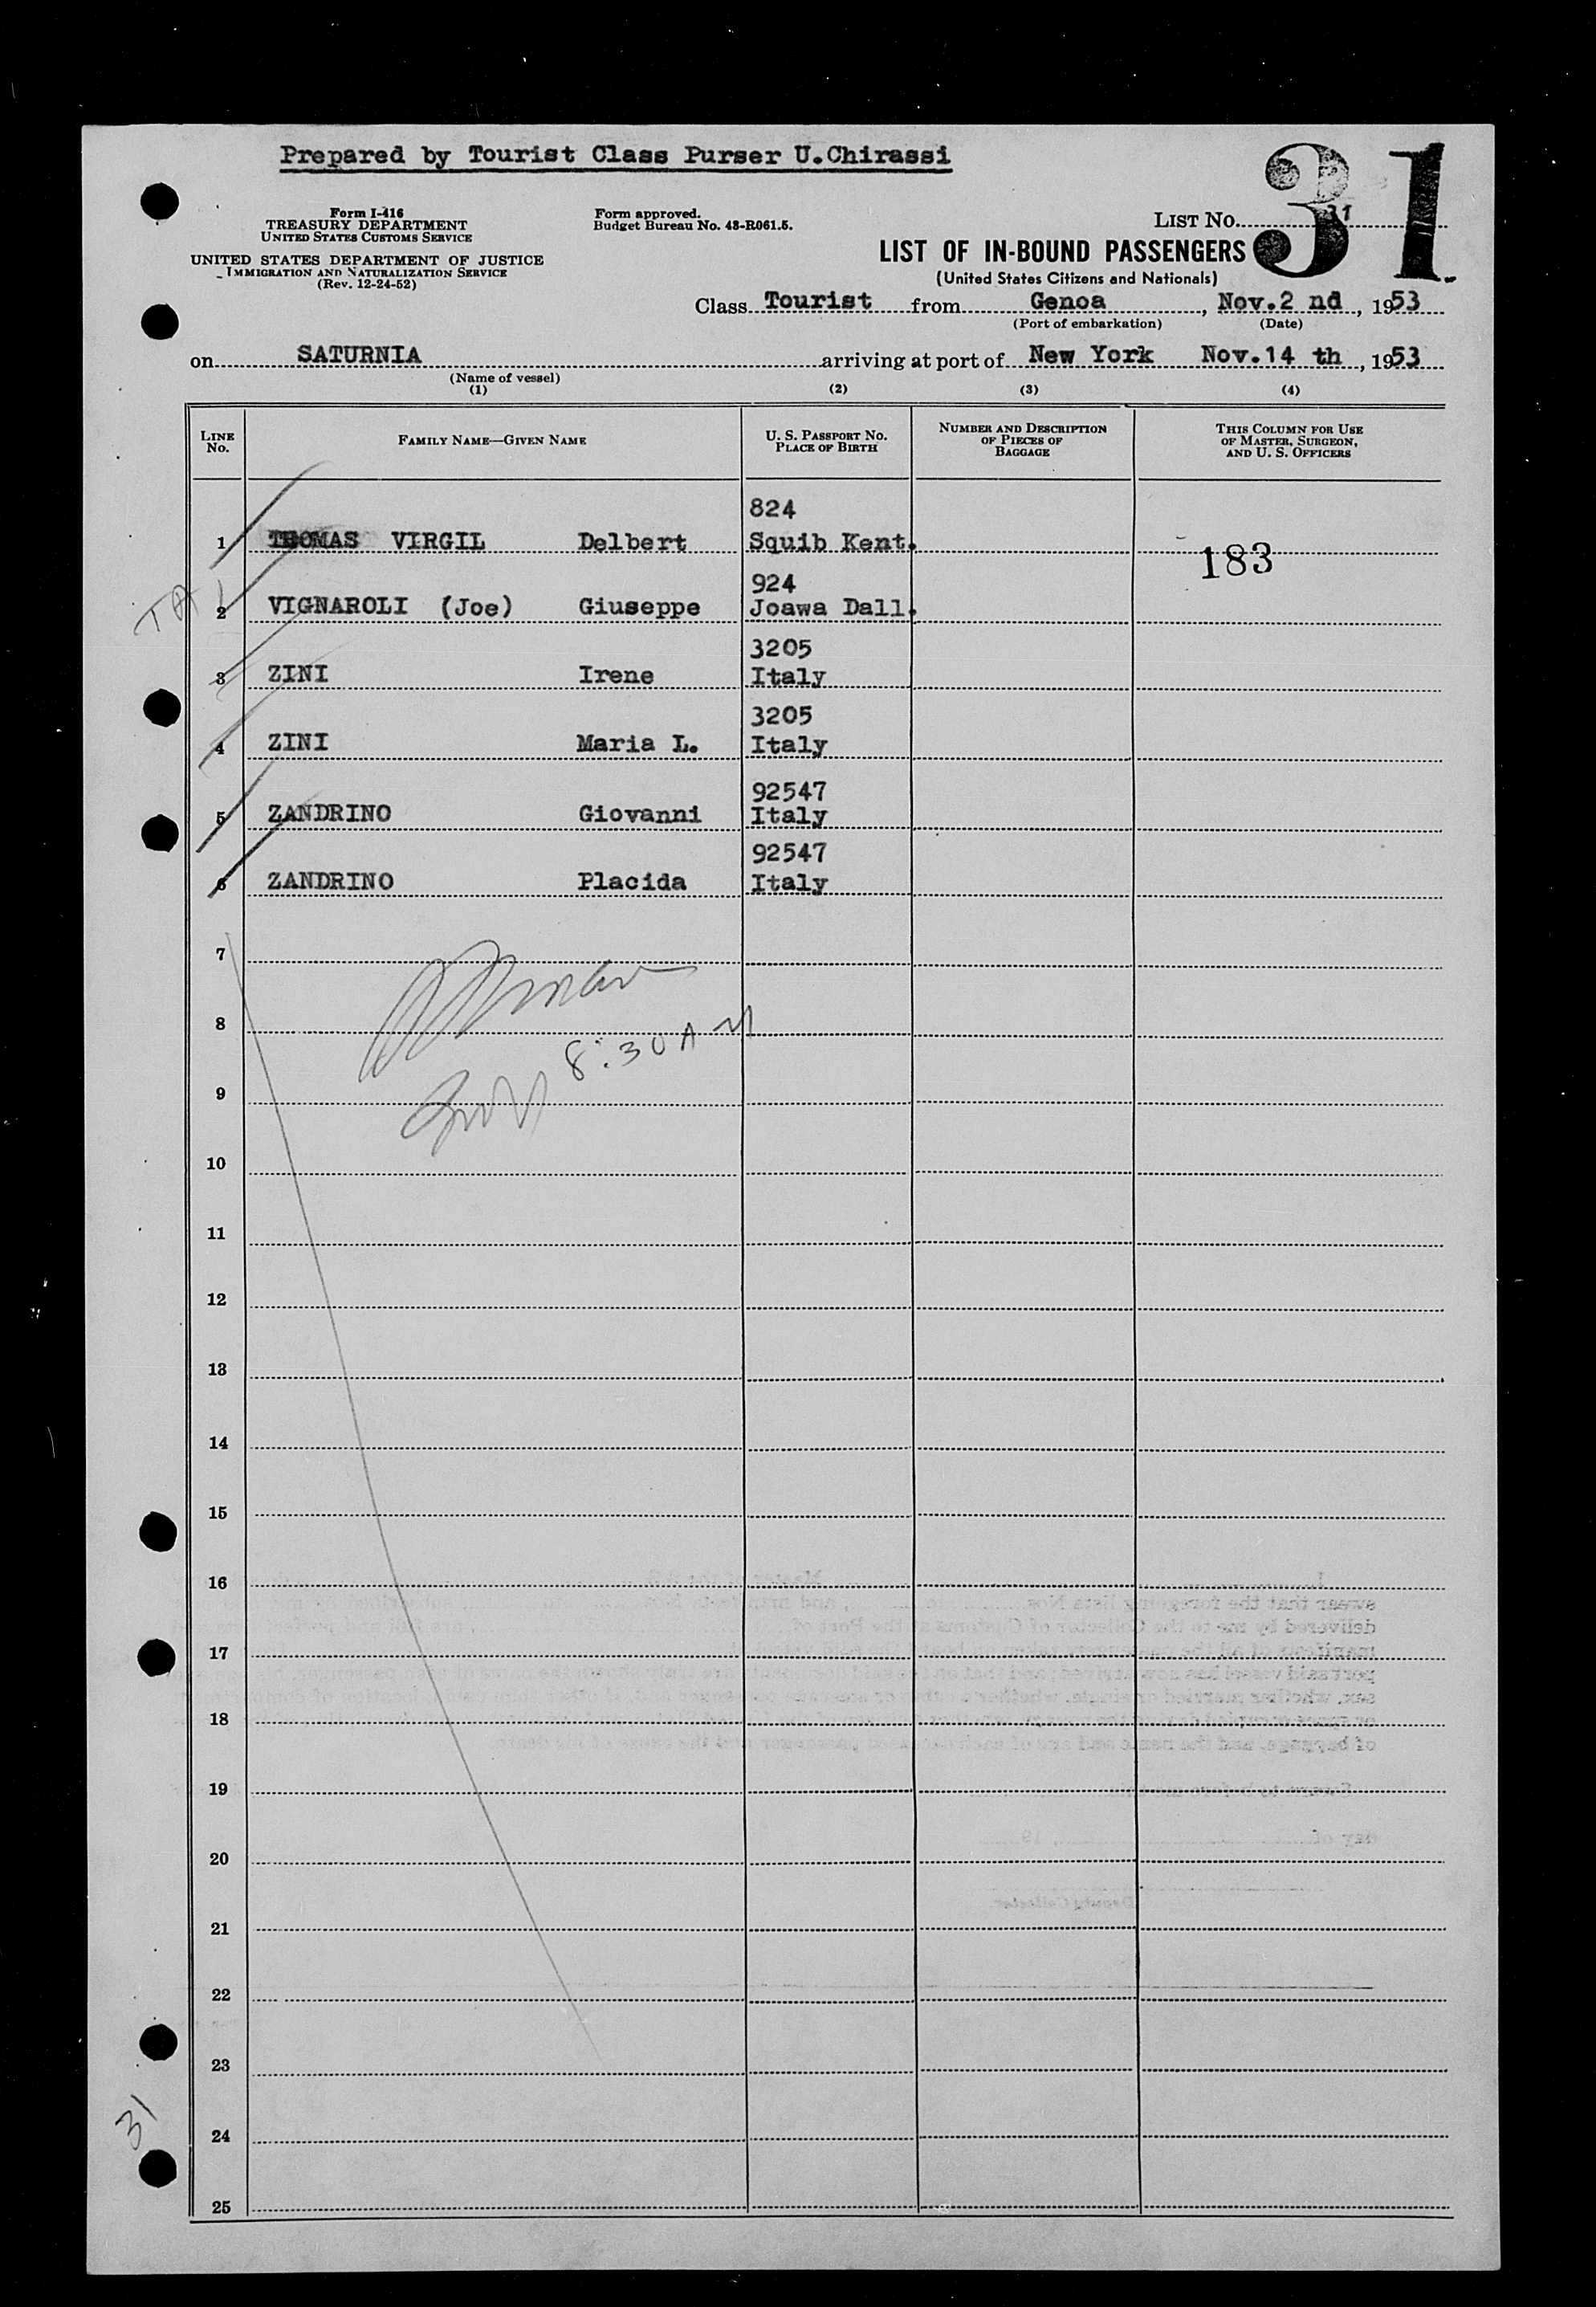 Prepared by Tourist Class Purser U.Chirassi
31
Form I-416
TREASURY DEPARTMENT
UNITED STATES CUSTOMS SERVICE
UNITED STATES DEPARTMENT OF JUSTICE
IMMIGRATION AND NATURALIZATION SERVICE
(Rev. 12-24-52)
Form approved.
Budget Bureau No. 43-R061.5.
LIST NO. 31
LIST OF IN-BOUND PASSENGERS
(United States Citizens and Nationals)
Class Tourist from Genoa, Nov.2 nd, 1953
(Port of embarkation) (Date)
on SATURNIA arriving at port of New York Nov.14 th, 1953
(Name of vessel)
(1) (2) (3) (4)
LINE No. FAMILY NAME—GIVEN NAME U. S. PASSPORT NO. PLACE OF BIRTH NUMBER AND DESCRIPTION OF PIECES OF BAGGAGE THIS COLUMN FOR USE OF MASTER, SURGEON, AND U. S. OFFICERS
824
1 THOMAS VIRGIL Delbert Squib Kent. 183
924
2 VIGNAROLI (Joe) Giuseppe Joawa Dall.
3205
3 ZINI Irene Italy
3205
4 ZINI Maria L. Italy
92547
5 ZANDRINO Giovanni Italy
92547
6 ZANDRINO Placida Italy
7
8
8:30 AM
9
10
11
12
13
14
15
16
17
18
19
20
21
22
23
31
24
25